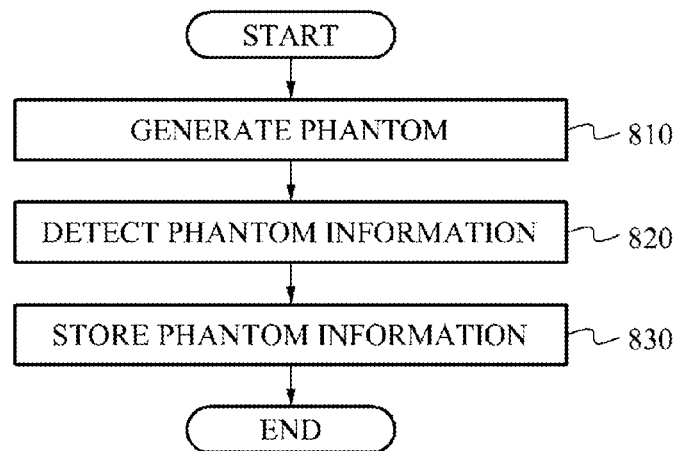 START
GENERATE PHANTOM 810
DETECT PHANTOM INFORMATION 820
STORE PHANTOM INFORMATION 830
END